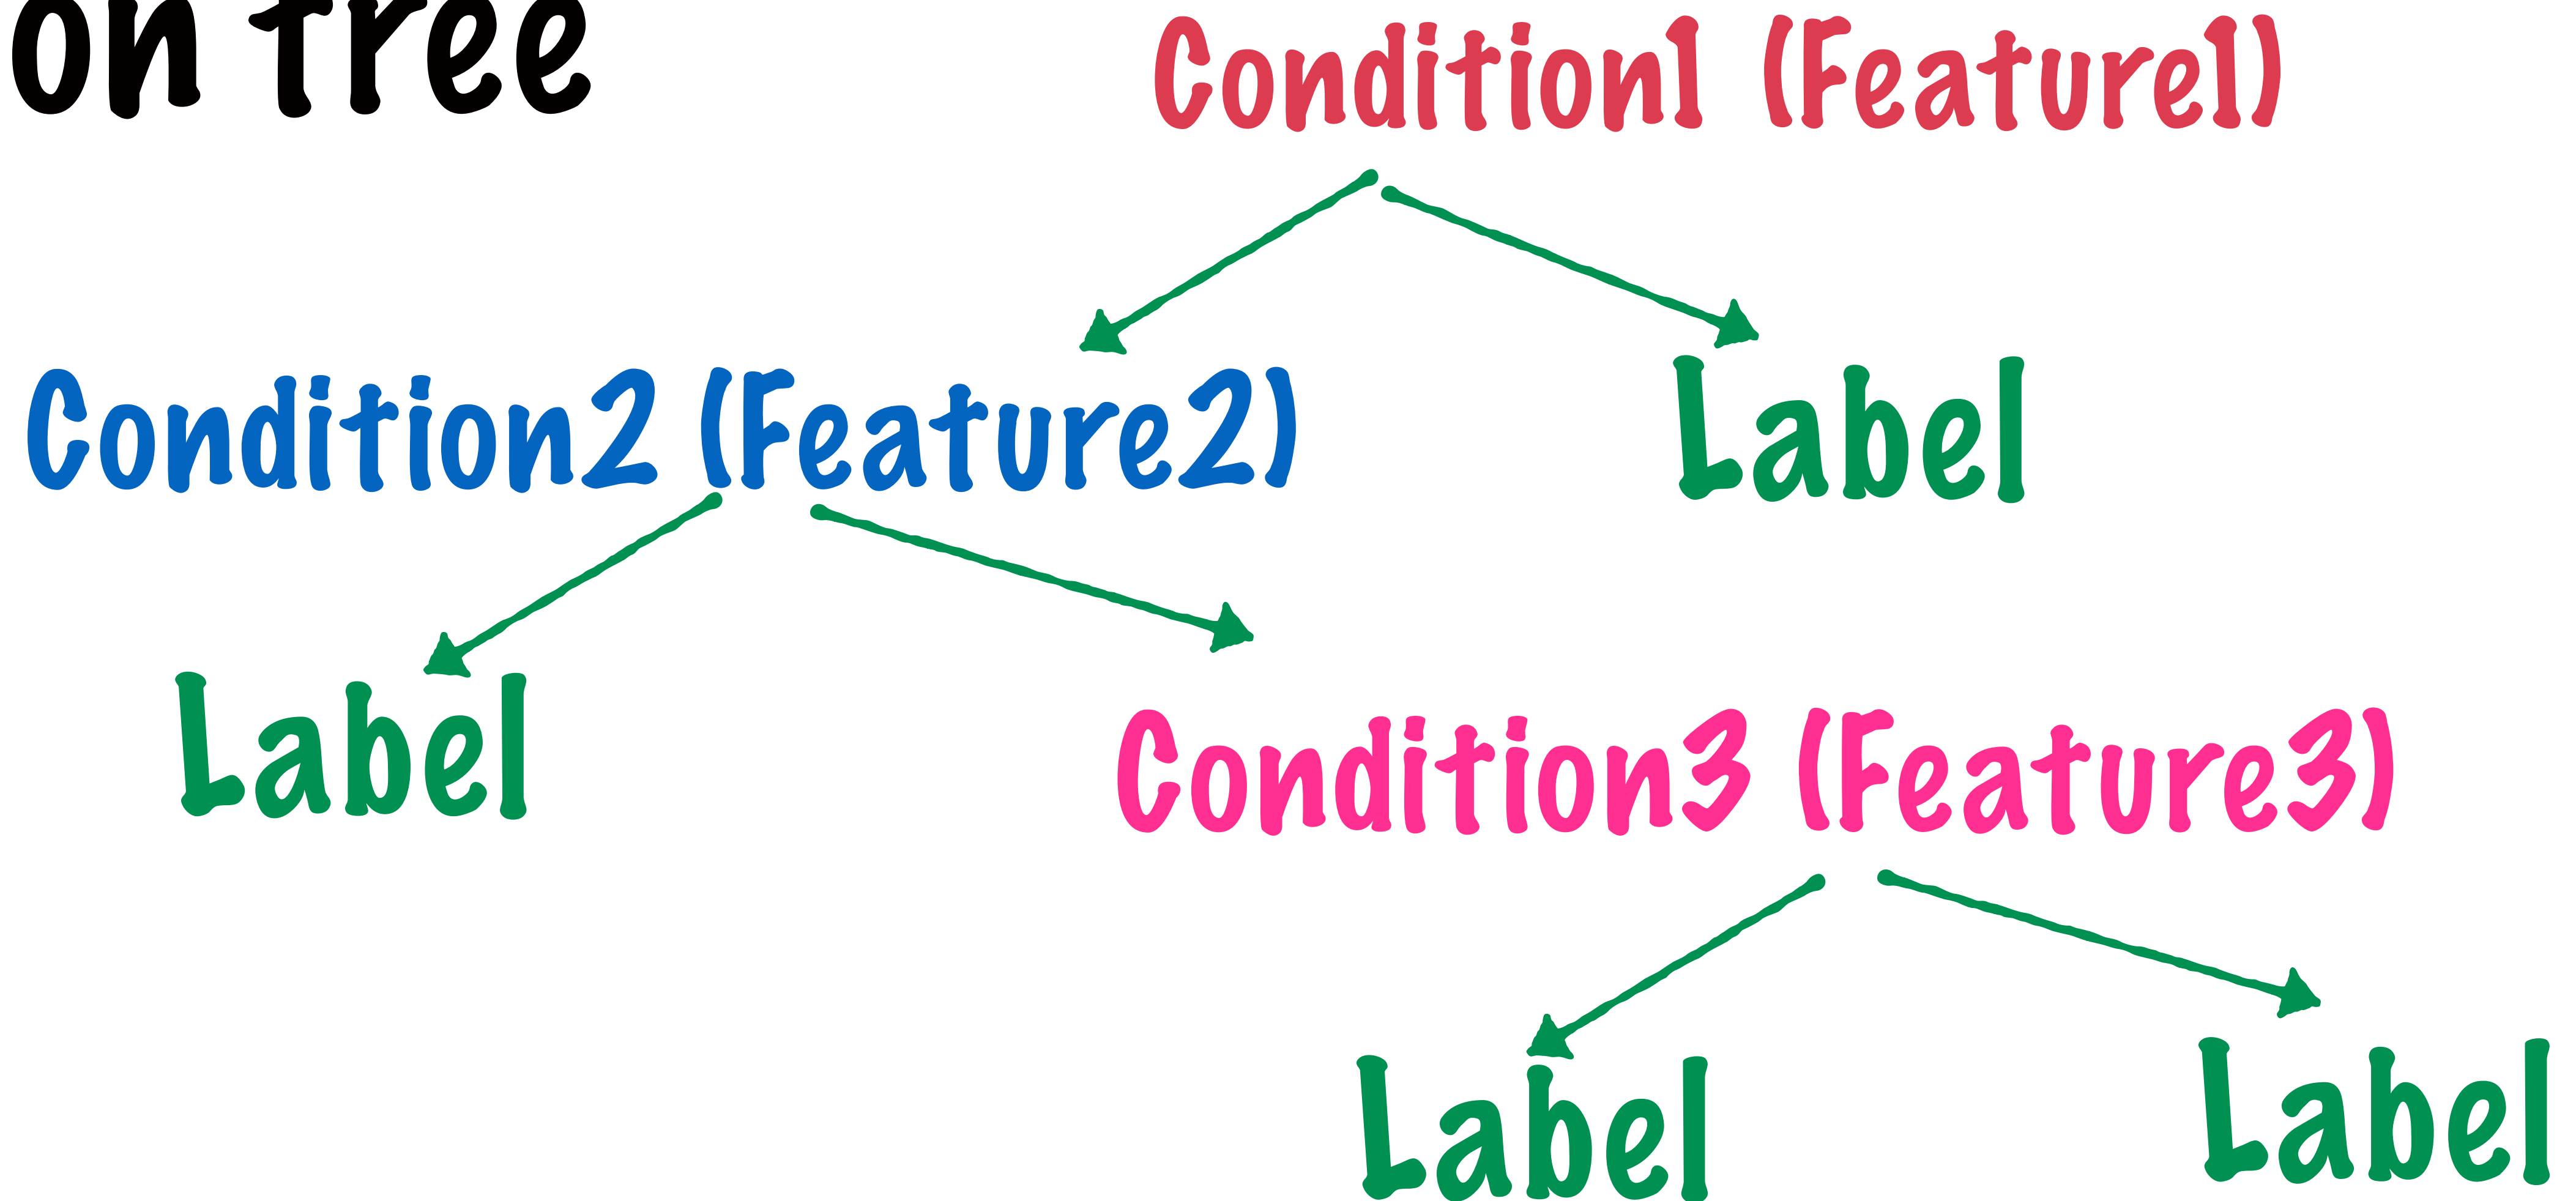 on tree
Condition1 (Feature1)
Condition2 (Feature2)
Label
Label
Condition3 (Feature3)
Label
Label